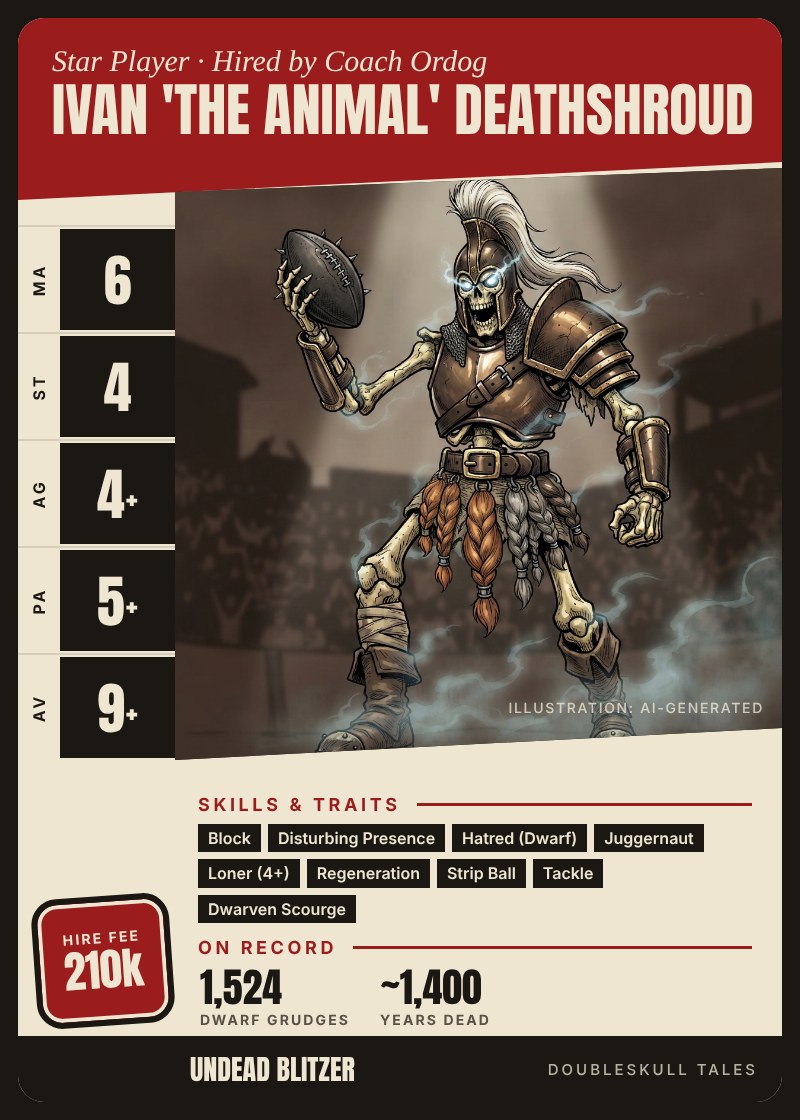 Star Player · Hired by Coach Ordog
IVAN 'THE ANIMAL' DEATHSHROUD
MA
6
ST
4
AG
4+
PA
5+
AV
9+
ILLUSTRATION: AI-GENERATED
SKILLS & TRAITS
Block Disturbing Presence Hatred (Dwarf) Juggernaut
Loner (4+) Regeneration Strip Ball Tackle
Dwarven Scourge
HIRE FEE
210k
ON RECORD
1,524 ~1,400
DWARF GRUDGES YEARS DEAD
UNDEAD BLITZER DOUBLESKULL TALES